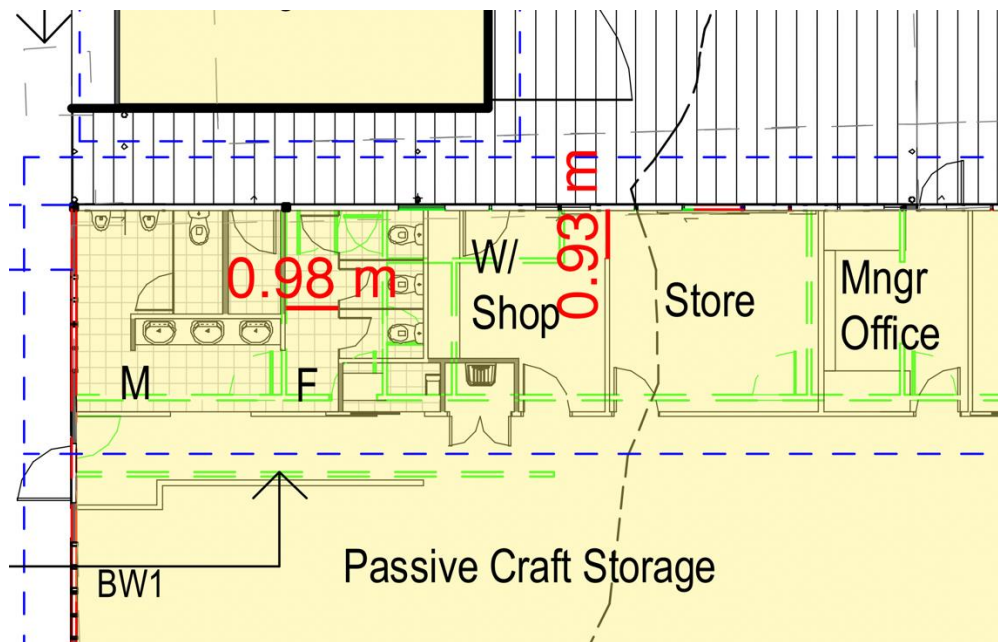 0.93 m
0.98 m
W/
Shop
Store
Mngr
Office
M
F
Passive Craft Storage
BW1